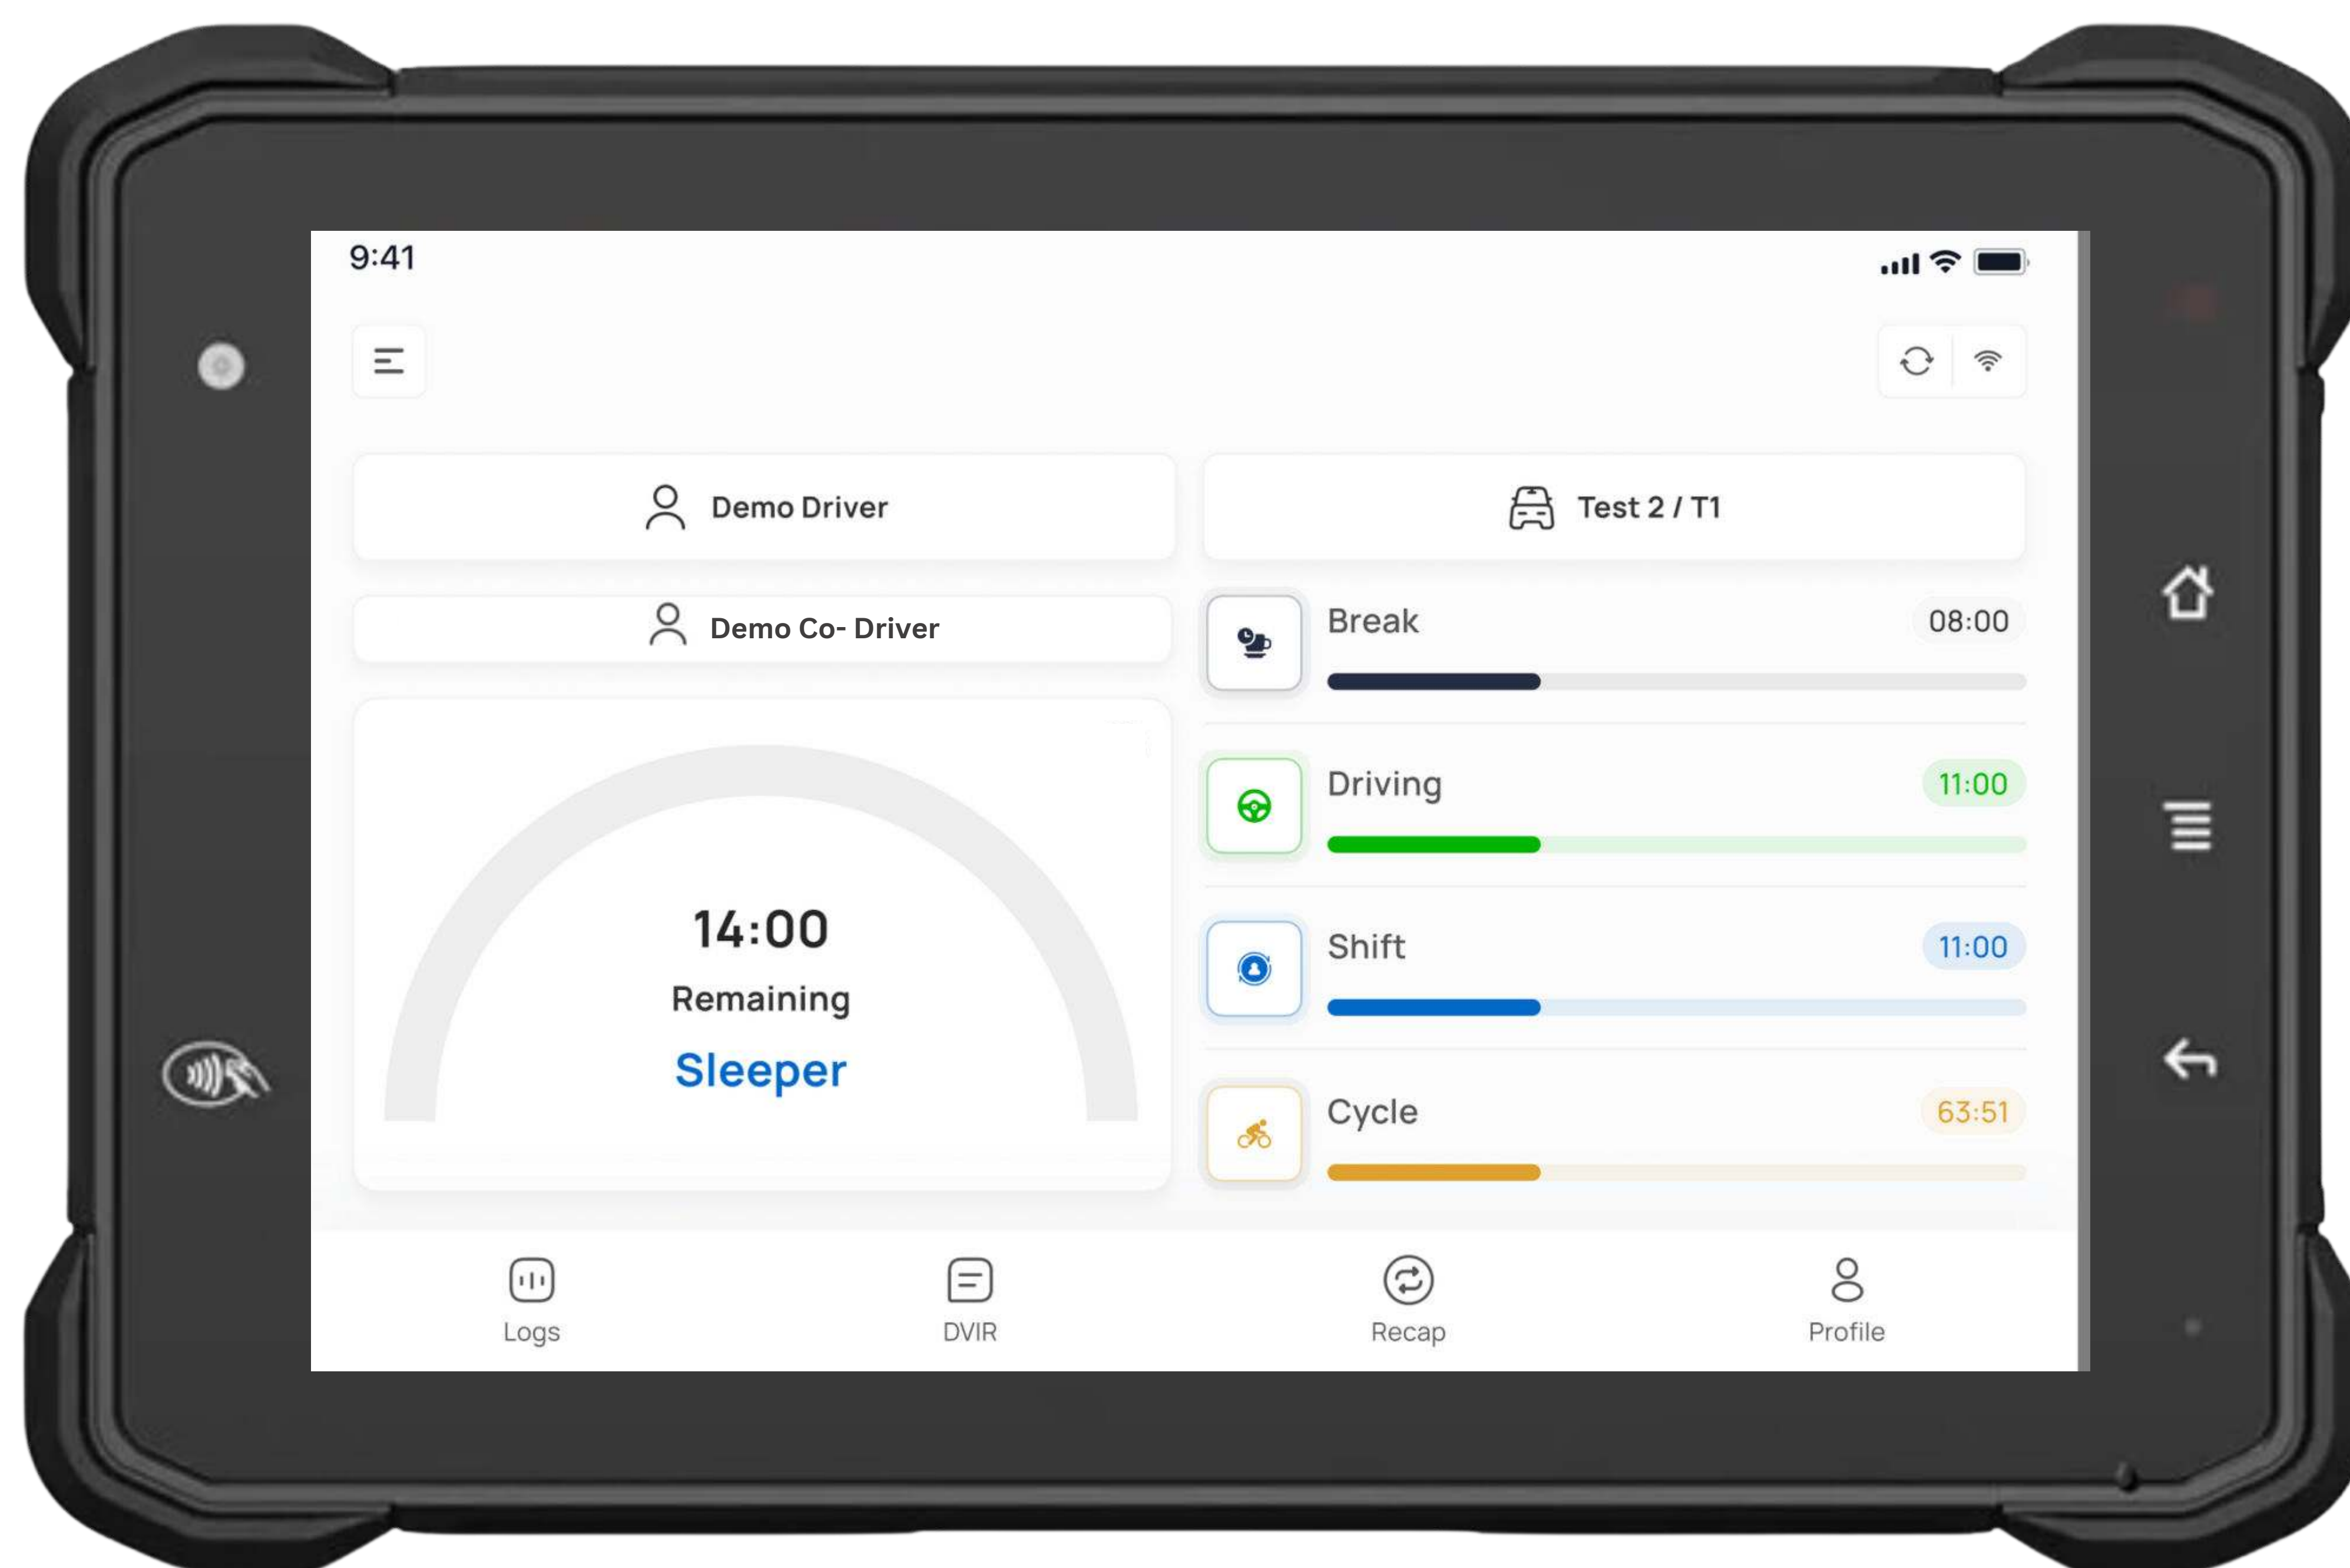 9:41
Demo Driver
Test 2 / T1
Demo Co- Driver
14:00
Remaining
Sleeper
Break
08:00
Driving
11:00
Shift
11:00
Cycle
63:51
Logs
DVIR
Recap
Profile